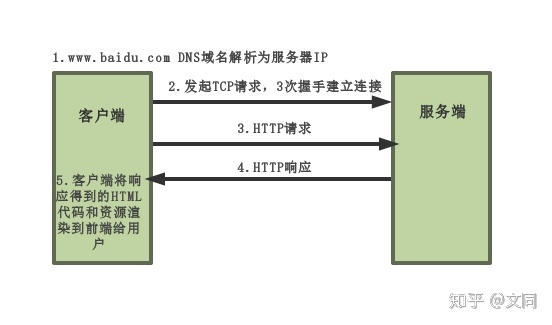 1.www.baidu.com DNS域名解析为服务器IP
2.发起TCP请求，3次握手建立连接
客户端
服务端
3.HTTP请求
4.HTTP响应
5.客户端将响
应得到的HTML
代码和资源渲
染到前端给用
户
知乎 @文同